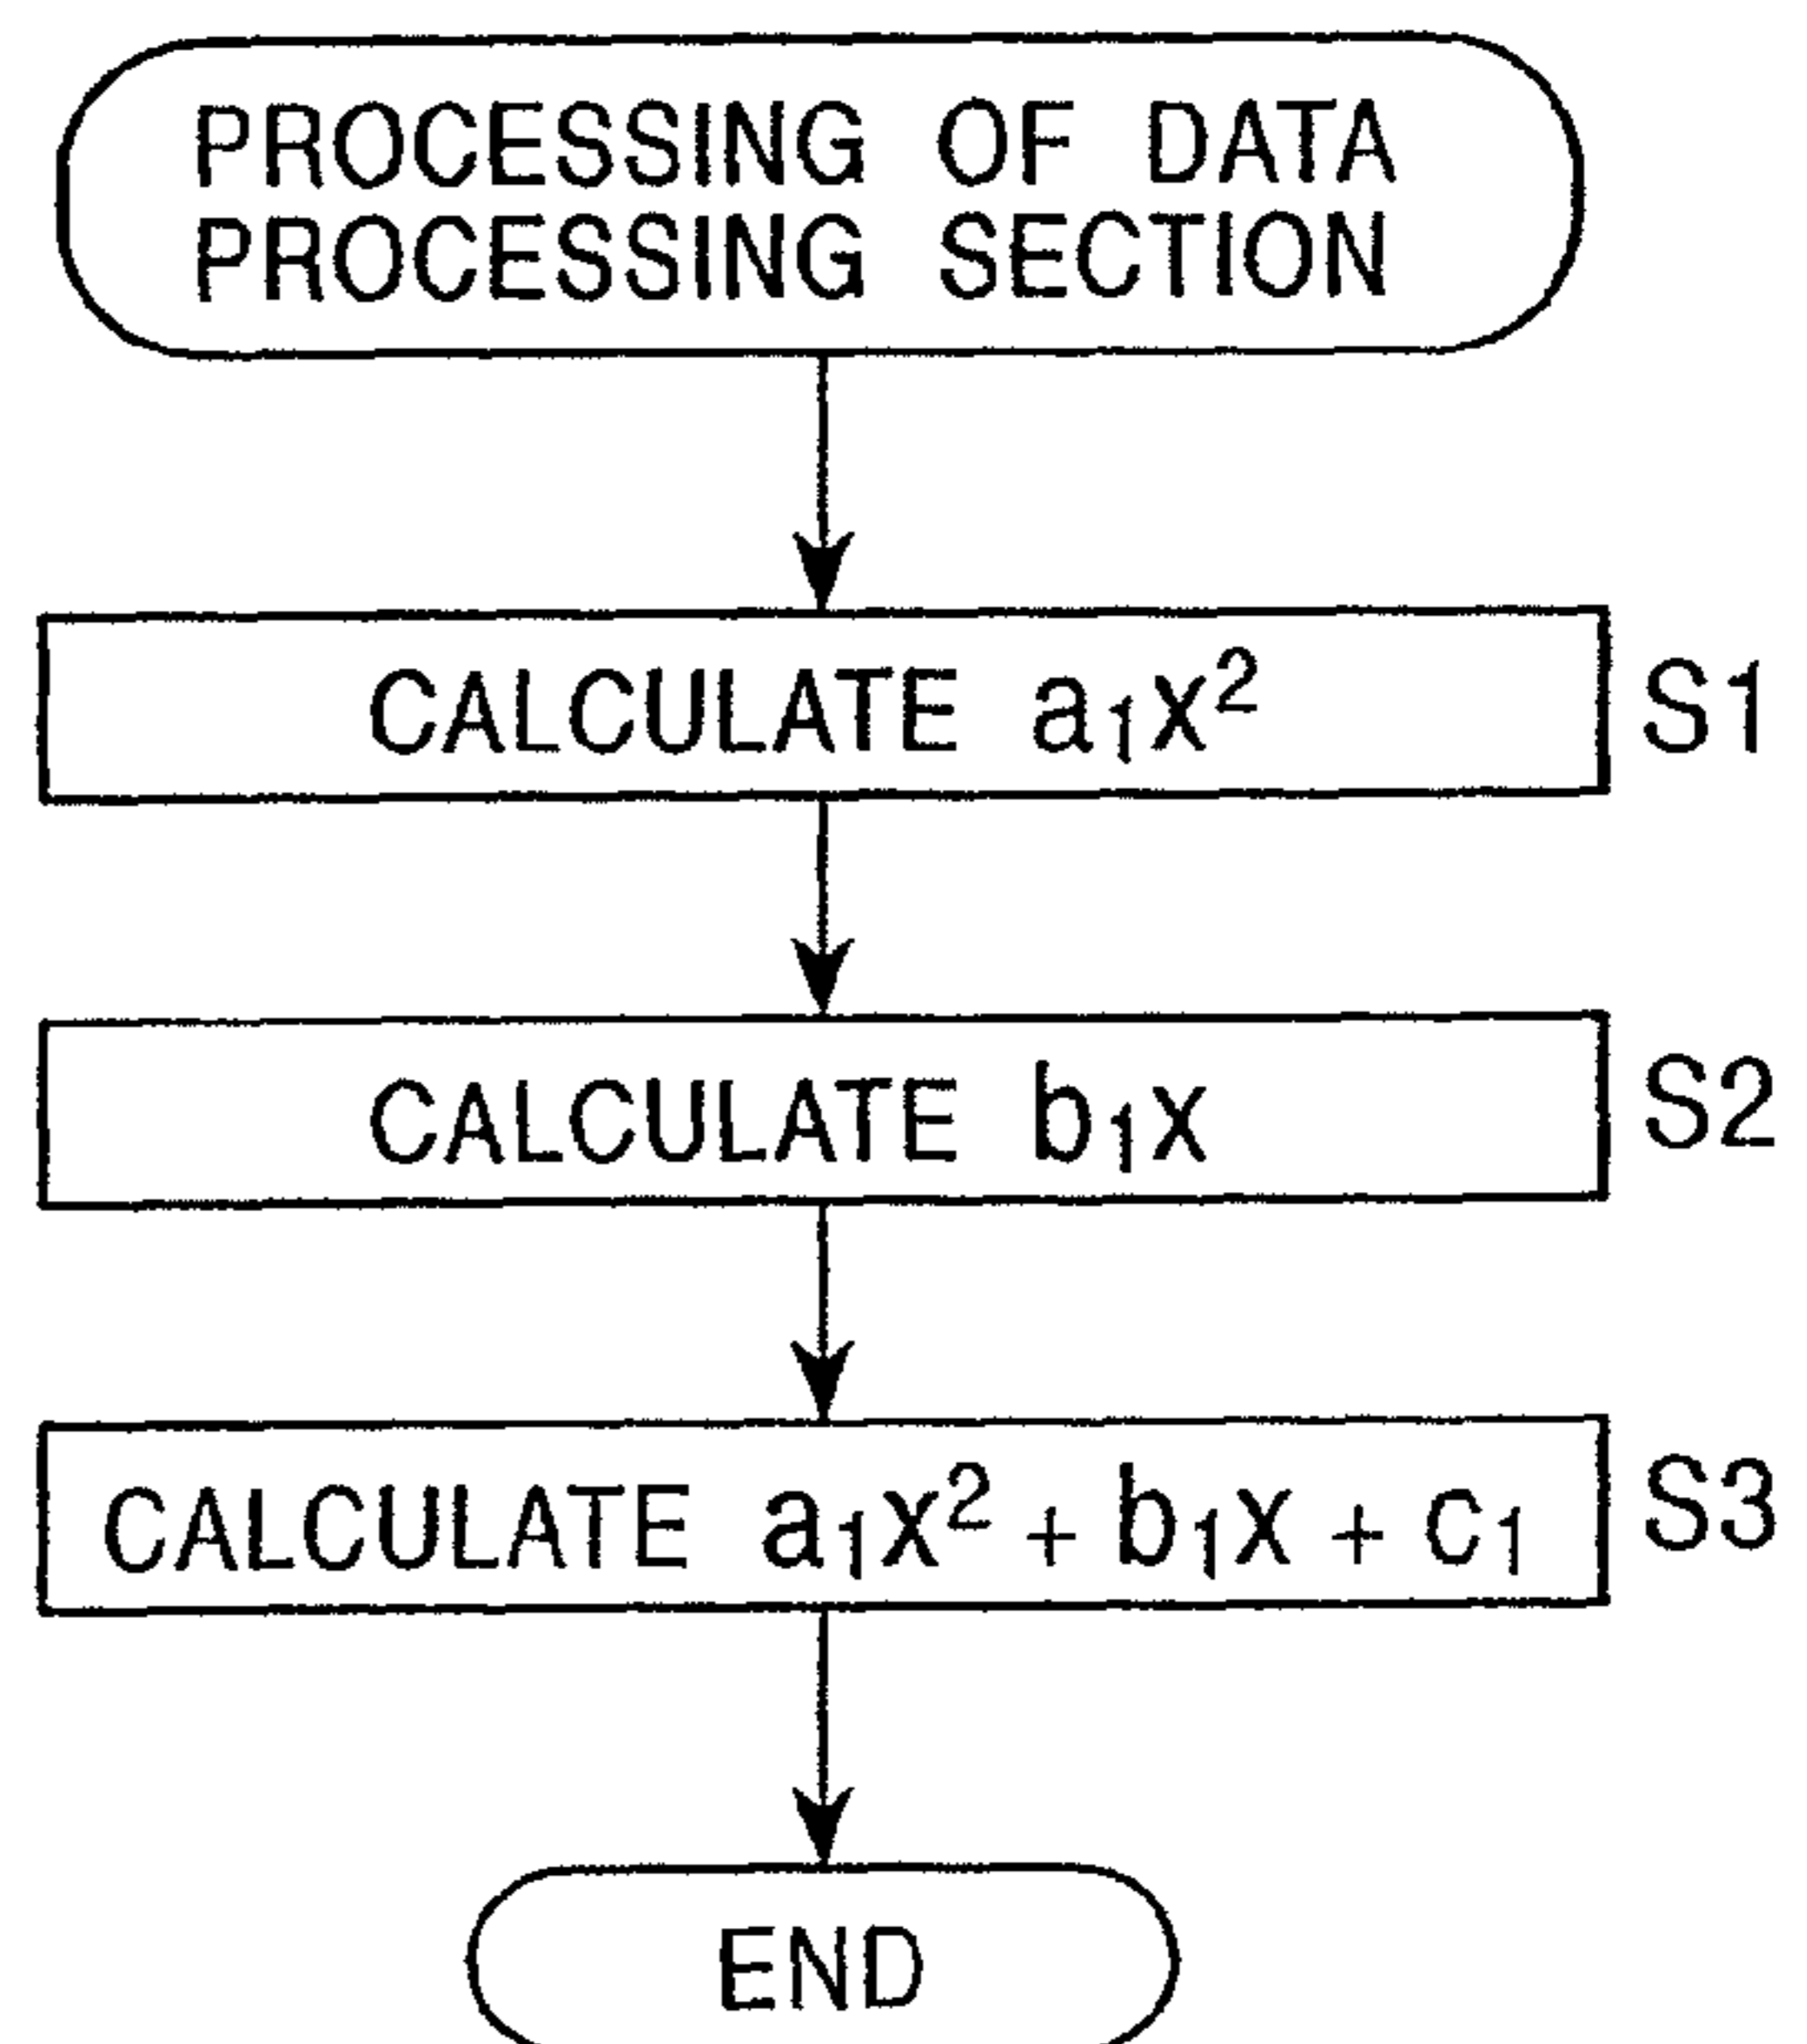 PROCESSING OF DATA
PROCESSING SECTION
CALCULATE a₁x²
S1
CALCULATE b₁x
S2
CALCULATE a₁x² + b₁x + c₁
S3
END